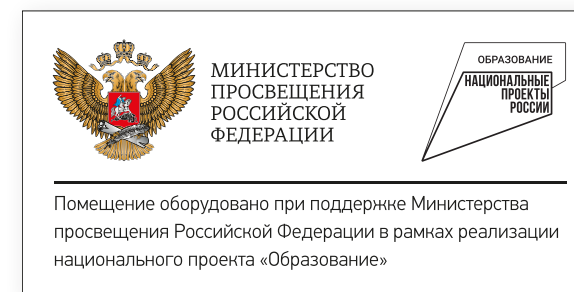 МИНИСТЕРСТВО
ПРОСВЕЩЕНИЯ
РОССИЙСКОЙ
ФЕДЕРАЦИИ
ОБРАЗОВАНИЕ
НАЦИОНАЛЬНЫЕ
ПРОЕКТЫ
РОССИИ
Помещение оборудовано при поддержке Министерства
просвещения Российской Федерации в рамках реализации
национального проекта «Образование»